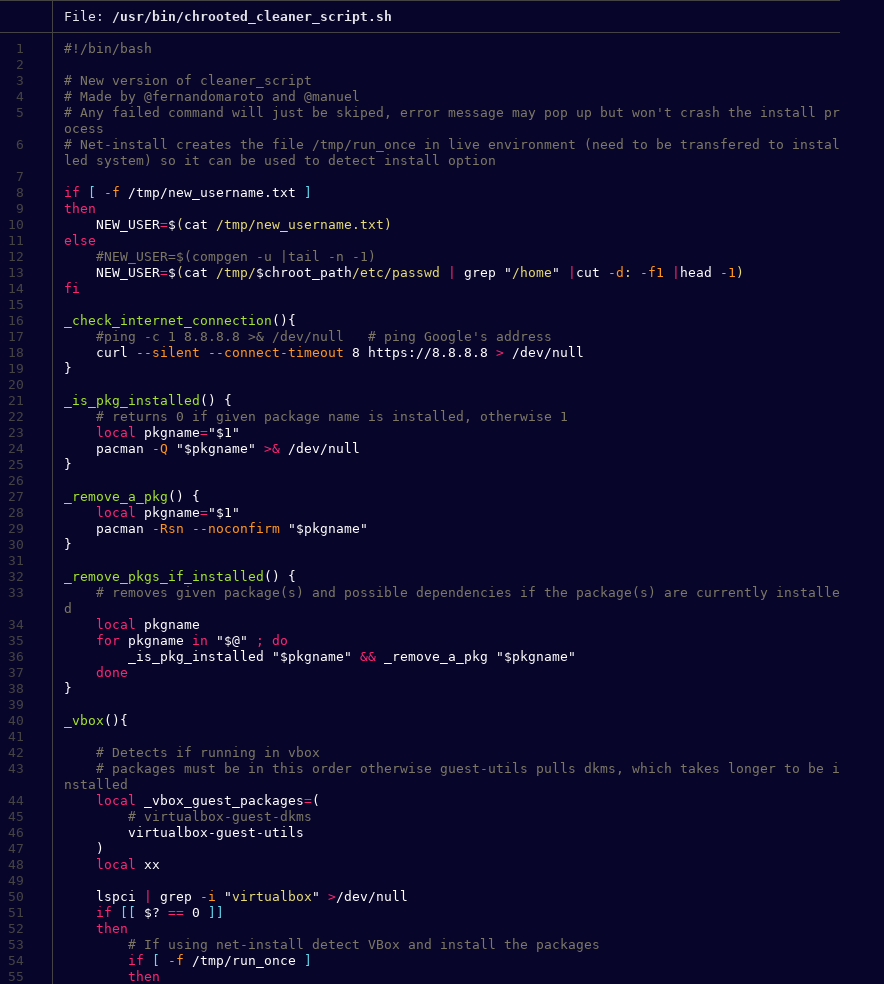 File: /usr/bin/chrooted_cleaner_script.sh
1 #!/bin/bash
2
3 # New version of cleaner_script
4 # Made by @fernandomaroto and @manuel
5 # Any failed command will just be skiped, error message may pop up but won't crash the install pr
ocess
6 # Net-install creates the file /tmp/run_once in live environment (need to be transfered to instal
led system) so it can be used to detect install option
7
8 if [ -f /tmp/new_username.txt ]
9 then
10     NEW_USER=$(cat /tmp/new_username.txt)
11 else
12     #NEW_USER=$(compgen -u |tail -n -1)
13     NEW_USER=$(cat /tmp/$chroot_path/etc/passwd | grep "/home" |cut -d: -f1 |head -1)
14 fi
15
16 _check_internet_connection(){
17     #ping -c 1 8.8.8.8 >& /dev/null   # ping Google's address
18     curl --silent --connect-timeout 8 https://8.8.8.8 > /dev/null
19 }
20
21 _is_pkg_installed() {
22     # returns 0 if given package name is installed, otherwise 1
23     local pkgname="$1"
24     pacman -Q "$pkgname" >& /dev/null
25 }
26
27 _remove_a_pkg() {
28     local pkgname="$1"
29     pacman -Rsn --noconfirm "$pkgname"
30 }
31
32 _remove_pkgs_if_installed() {
33     # removes given package(s) and possible dependencies if the package(s) are currently installe
d
34     local pkgname
35     for pkgname in "$@" ; do
36         _is_pkg_installed "$pkgname" && _remove_a_pkg "$pkgname"
37     done
38 }
39
40 _vbox(){
41
42     # Detects if running in vbox
43     # packages must be in this order otherwise guest-utils pulls dkms, which takes longer to be i
nstalled
44     local _vbox_guest_packages=(
45         # virtualbox-guest-dkms
46         virtualbox-guest-utils
47     )
48     local xx
49
50     lspci | grep -i "virtualbox" >/dev/null
51     if [[ $? == 0 ]]
52     then
53         # If using net-install detect VBox and install the packages
54         if [ -f /tmp/run_once ]
55         then